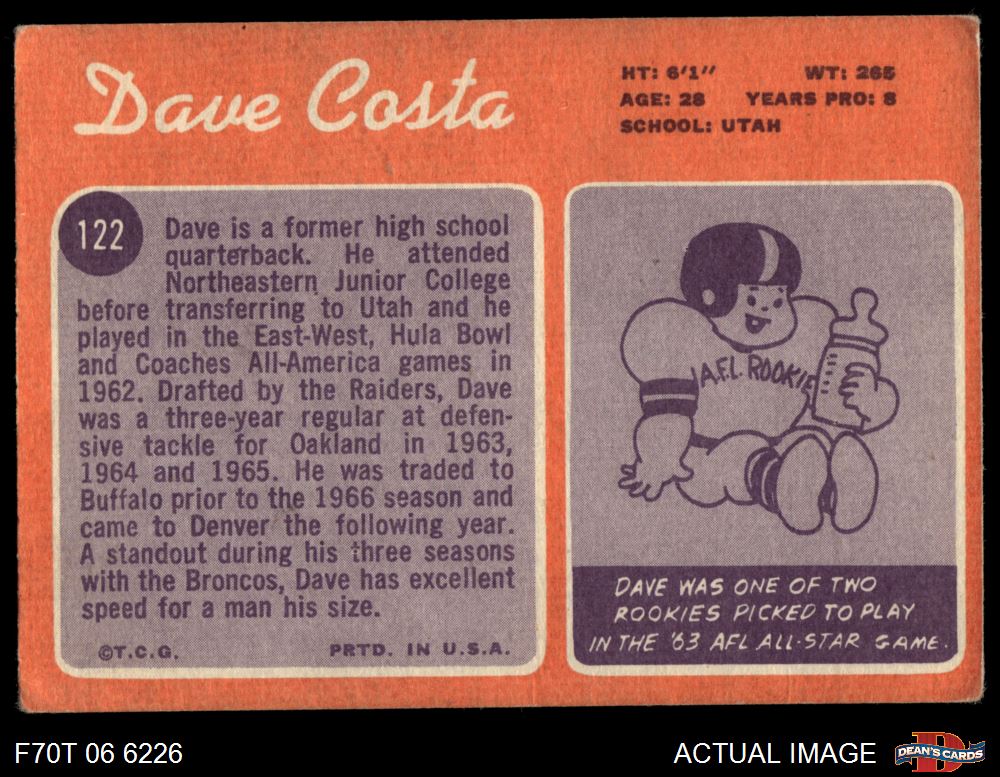 Dave Costa
HT: 6'1" WT: 265
AGE: 28 YEARS PRO: 8
SCHOOL: UTAH
122
Dave is a former high school
quarterback. He attended
Northeastern Junior College
before transferring to Utah and he
played in the East-West, Hula Bowl
and Coaches All-America games in
1962. Drafted by the Raiders, Dave
was a three-year regular at defen-
sive tackle for Oakland in 1963,
1964 and 1965. He was traded to
Buffalo prior to the 1966 season and
came to Denver the following year.
A standout during his three seasons
with the Broncos, Dave has excellent
speed for a man his size.
©T.C.G. PRTD. IN U.S.A.
A.F.L. ROOKIE
DAVE WAS ONE OF TWO
ROOKIES PICKED TO PLAY
IN THE '63 AFL ALL-STAR GAME.
F70T 06 6226
ACTUAL IMAGE
D
DEAN'S CARDS